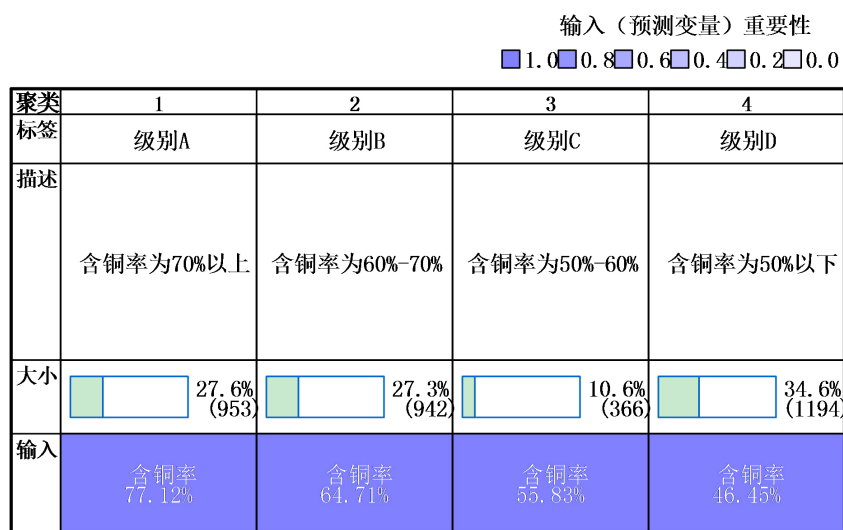 输入（预测变量）重要性
1.0 0.8 0.6 0.4 0.2 0.0
聚类 1 2 3 4
标签 级别A 级别B 级别C 级别D
描述
含铜率为70%以上 含铜率为60%-70% 含铜率为50%-60% 含铜率为50%以下
大小 27.6% 27.3% 10.6% 34.6%
(953) (942) (366) (1194)
输入
含铜率 含铜率 含铜率 含铜率
77.12% 64.71% 55.83% 46.45%